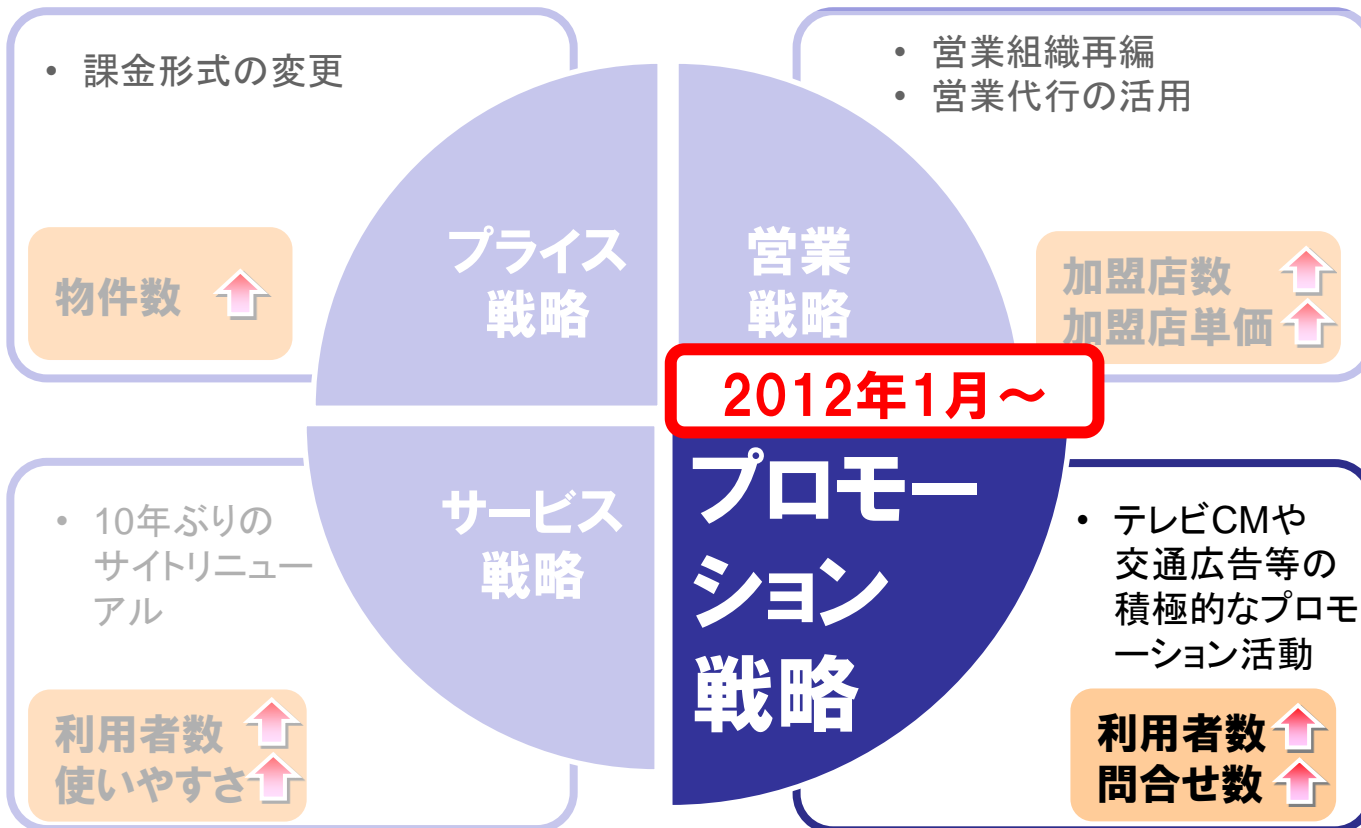 • 課金形式の変更
プライス
戦略
物件数
• 営業組織再編
• 営業代行の活用
営業
戦略
加盟店数
加盟店単価
2012年1月～
• 10年ぶりの
サイトリニュー
アル
サービス
戦略
利用者数
使いやすさ
プロモー
ション
戦略
• テレビCMや
交通広告等の
積極的なプロモ
ーション活動
利用者数
問合せ数